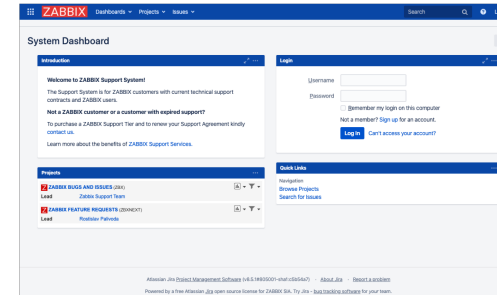 ZABBIX Dashboards Projects Issues Search
System Dashboard
Introduction
Welcome to ZABBIX Support System!
The Support System is for ZABBIX customers with current technical support
contracts and ZABBIX users.
Not a ZABBIX customer or a customer with expired support?
To purchase a ZABBIX Support Tier and to renew your Support Agreement kindly
contact us.
Learn more about the benefits of ZABBIX Support Services.
Projects
Z ZABBIX BUGS AND ISSUES (ZBX)
Lead Zabbix Support Team
Z ZABBIX FEATURE REQUESTS (ZBXNEXT)
Lead Rostislav Palivoda
Login
Username
Password
Remember my login on this computer
Not a member? Sign up for an account.
Log In Can't access your account?
Quick Links
Navigation
Browse Projects
Search for Issues
Atlassian Jira Project Management Software · About Jira · Report a problem
Powered by a free Atlassian Jira open source license for ZABBIX SIA. Try Jira - bug tracking software for your team.